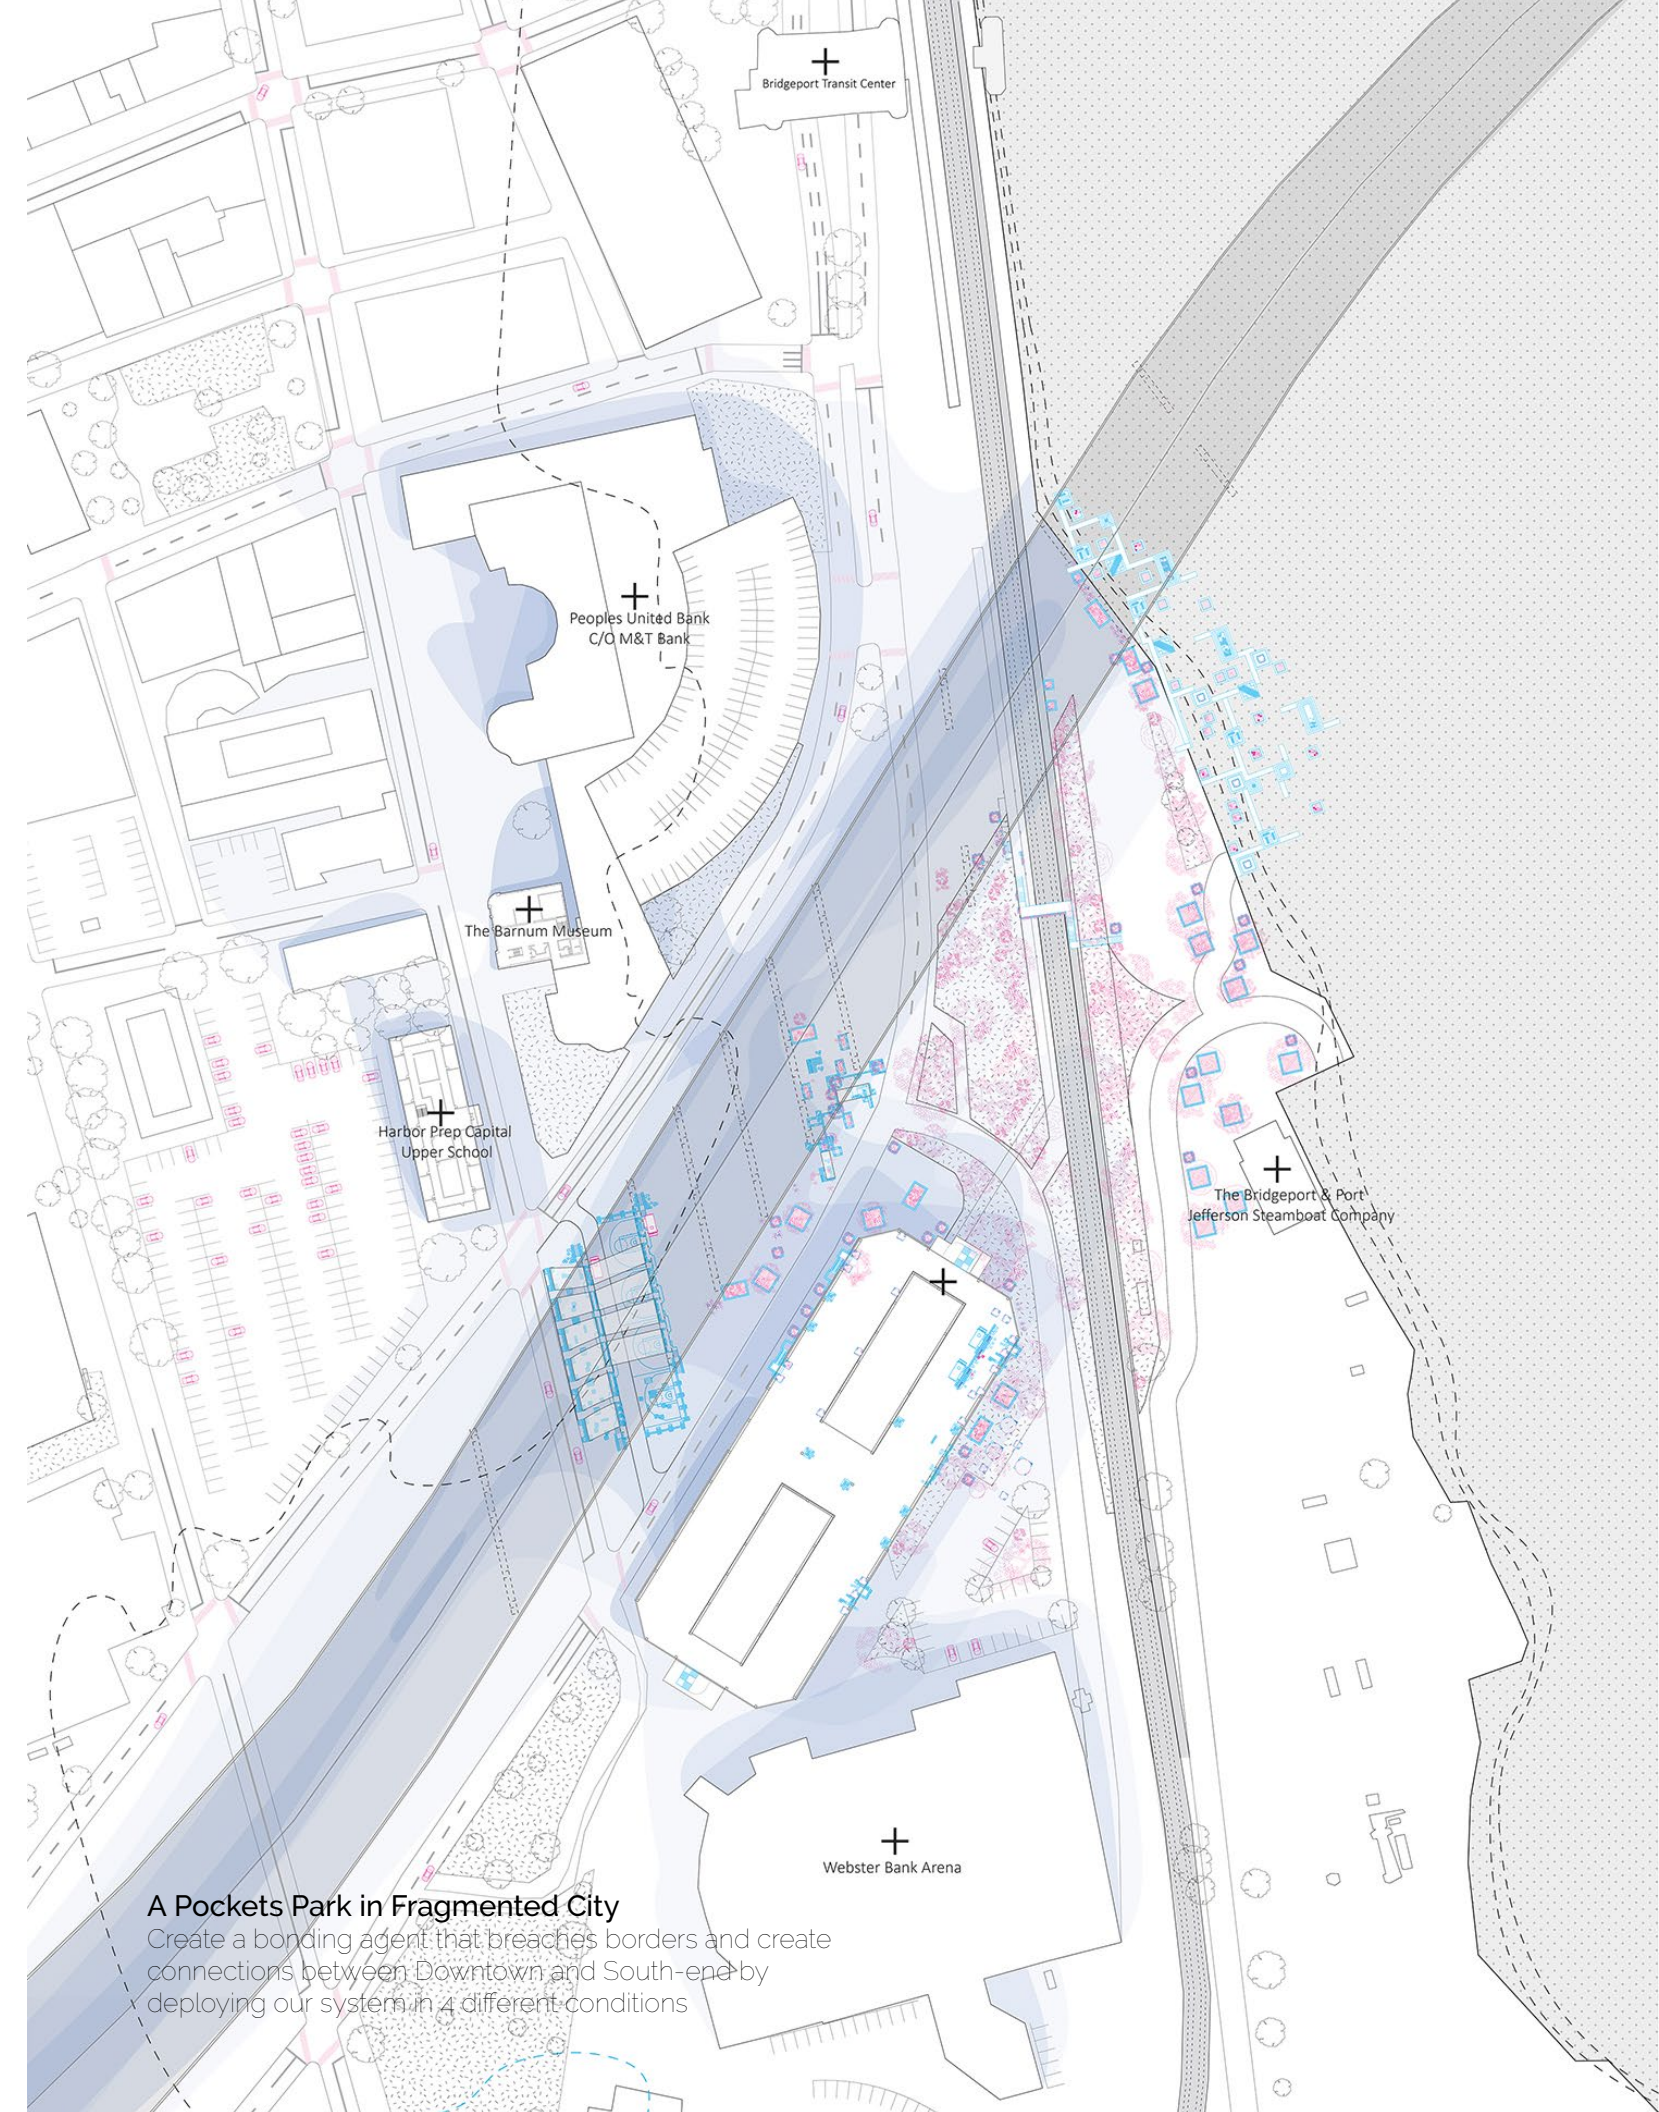 Bridgeport Transit Center
Peoples United Bank
C/O M&T Bank
The Barnum Museum
Harbor Prep Capital
Upper School
The Bridgeport & Port
Jefferson Steamboat Company
Webster Bank Arena
A Pockets Park in Fragmented City
Create a bonding agent that breaches borders and create
connections between Downtown and South-end by
deploying our system in 4 different conditions